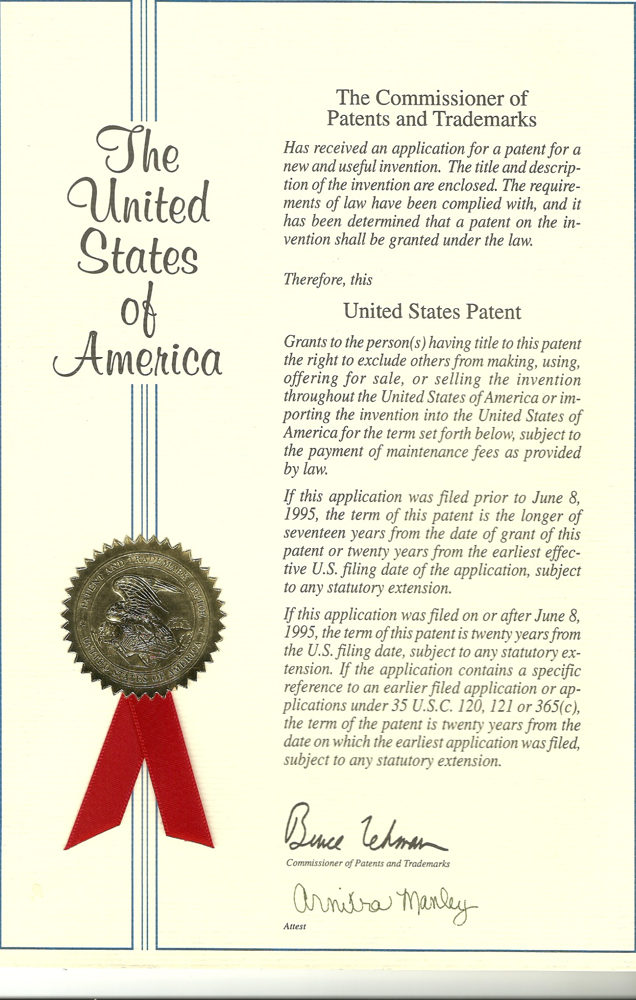 The
United
States
of
America
PATENT AND TRADEMARK OFFICE
UNITED STATES OF AMERICA
The Commissioner of
Patents and Trademarks
Has received an application for a patent for a
new and useful invention. The title and descrip-
tion of the invention are enclosed. The require-
ments of law have been complied with, and it
has been determined that a patent on the in-
vention shall be granted under the law.
Therefore, this
United States Patent
Grants to the person(s) having title to this patent
the right to exclude others from making, using,
offering for sale, or selling the invention
throughout the United States of America or im-
porting the invention into the United States of
America for the term set forth below, subject to
the payment of maintenance fees as provided
by law.
If this application was filed prior to June 8,
1995, the term of this patent is the longer of
seventeen years from the date of grant of this
patent or twenty years from the earliest effec-
tive U.S. filing date of the application, subject
to any statutory extension.
If this application was filed on or after June 8,
1995, the term of this patent is twenty years from
the U.S. filing date, subject to any statutory ex-
tension. If the application contains a specific
reference to an earlier filed application or ap-
plications under 35 U.S.C. 120, 121 or 365(c),
the term of the patent is twenty years from the
date on which the earliest application was filed,
subject to any statutory extension.
Bruce Lehman
Commissioner of Patents and Trademarks
Arnitra Manley
Attest